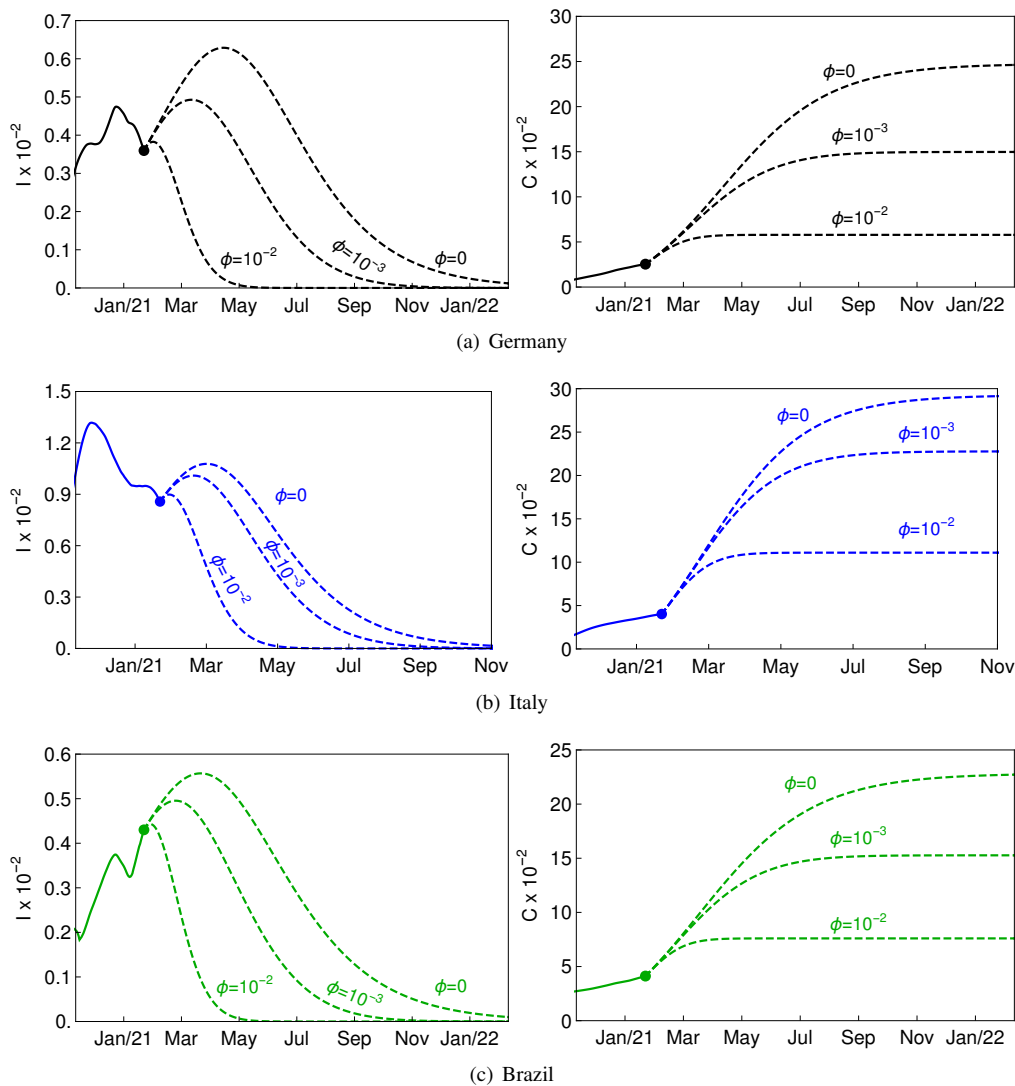 0.7
0.6
0.5
0.4
0.3
0.2
0.1
0.
I x 10⁻²
ϕ=10⁻²
ϕ=10⁻³
ϕ=0
Jan/21 Mar May Jul Sep Nov Jan/22
30
25
20
15
10
5
0
C x 10⁻²
ϕ=0
ϕ=10⁻³
ϕ=10⁻²
Jan/21 Mar May Jul Sep Nov Jan/22
(a) Germany
1.5
1.2
0.9
0.6
0.3
0.
I x 10⁻²
ϕ=0
ϕ=10⁻³
ϕ=10⁻²
Jan/21 Mar May Jul Sep Nov
30
25
20
15
10
5
0
C x 10⁻²
ϕ=0
ϕ=10⁻³
ϕ=10⁻²
Jan/21 Mar May Jul Sep Nov
(b) Italy
0.6
0.5
0.4
0.3
0.2
0.1
0.
I x 10⁻²
ϕ=10⁻²
ϕ=10⁻³
ϕ=0
Jan/21 Mar May Jul Sep Nov Jan/22
25
20
15
10
5
0
C x 10⁻²
ϕ=0
ϕ=10⁻³
ϕ=10⁻²
Jan/21 Mar May Jul Sep Nov Jan/22
(c) Brazil